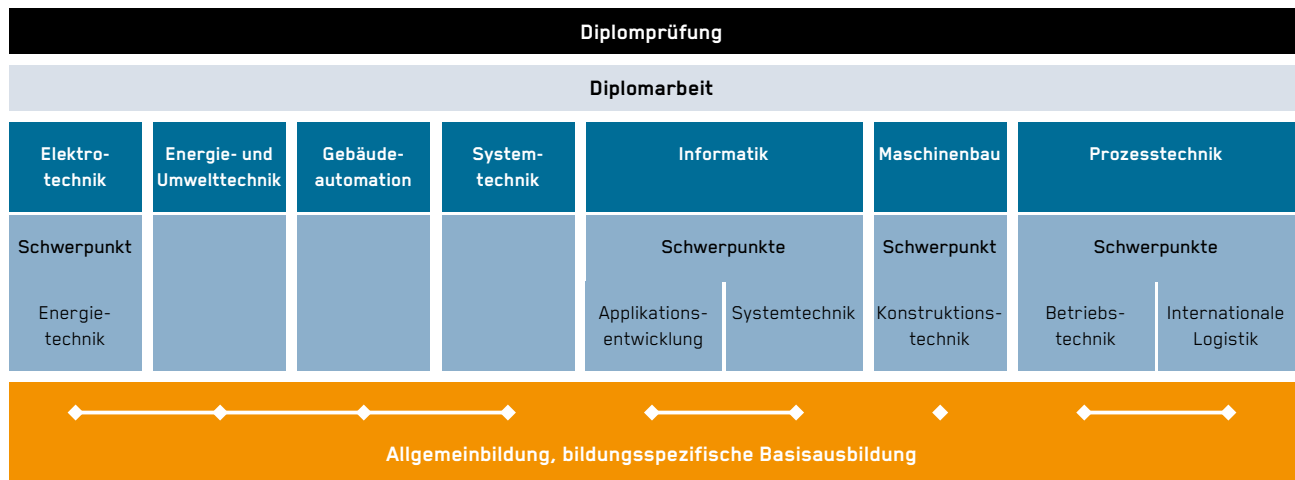 Diplomprüfung
Diplomarbeit
Elektro-
technik
Energie- und
Umwelttechnik
Gebäude-
automation
System-
technik
Informatik
Maschinenbau
Prozesstechnik
Schwerpunkt
Schwerpunkte
Schwerpunkt
Schwerpunkte
Energie-
technik
Applikations-
entwicklung
Systemtechnik
Konstruktions-
technik
Betriebs-
technik
Internationale
Logistik
Allgemeinbildung, bildungsspezifische Basisausbildung